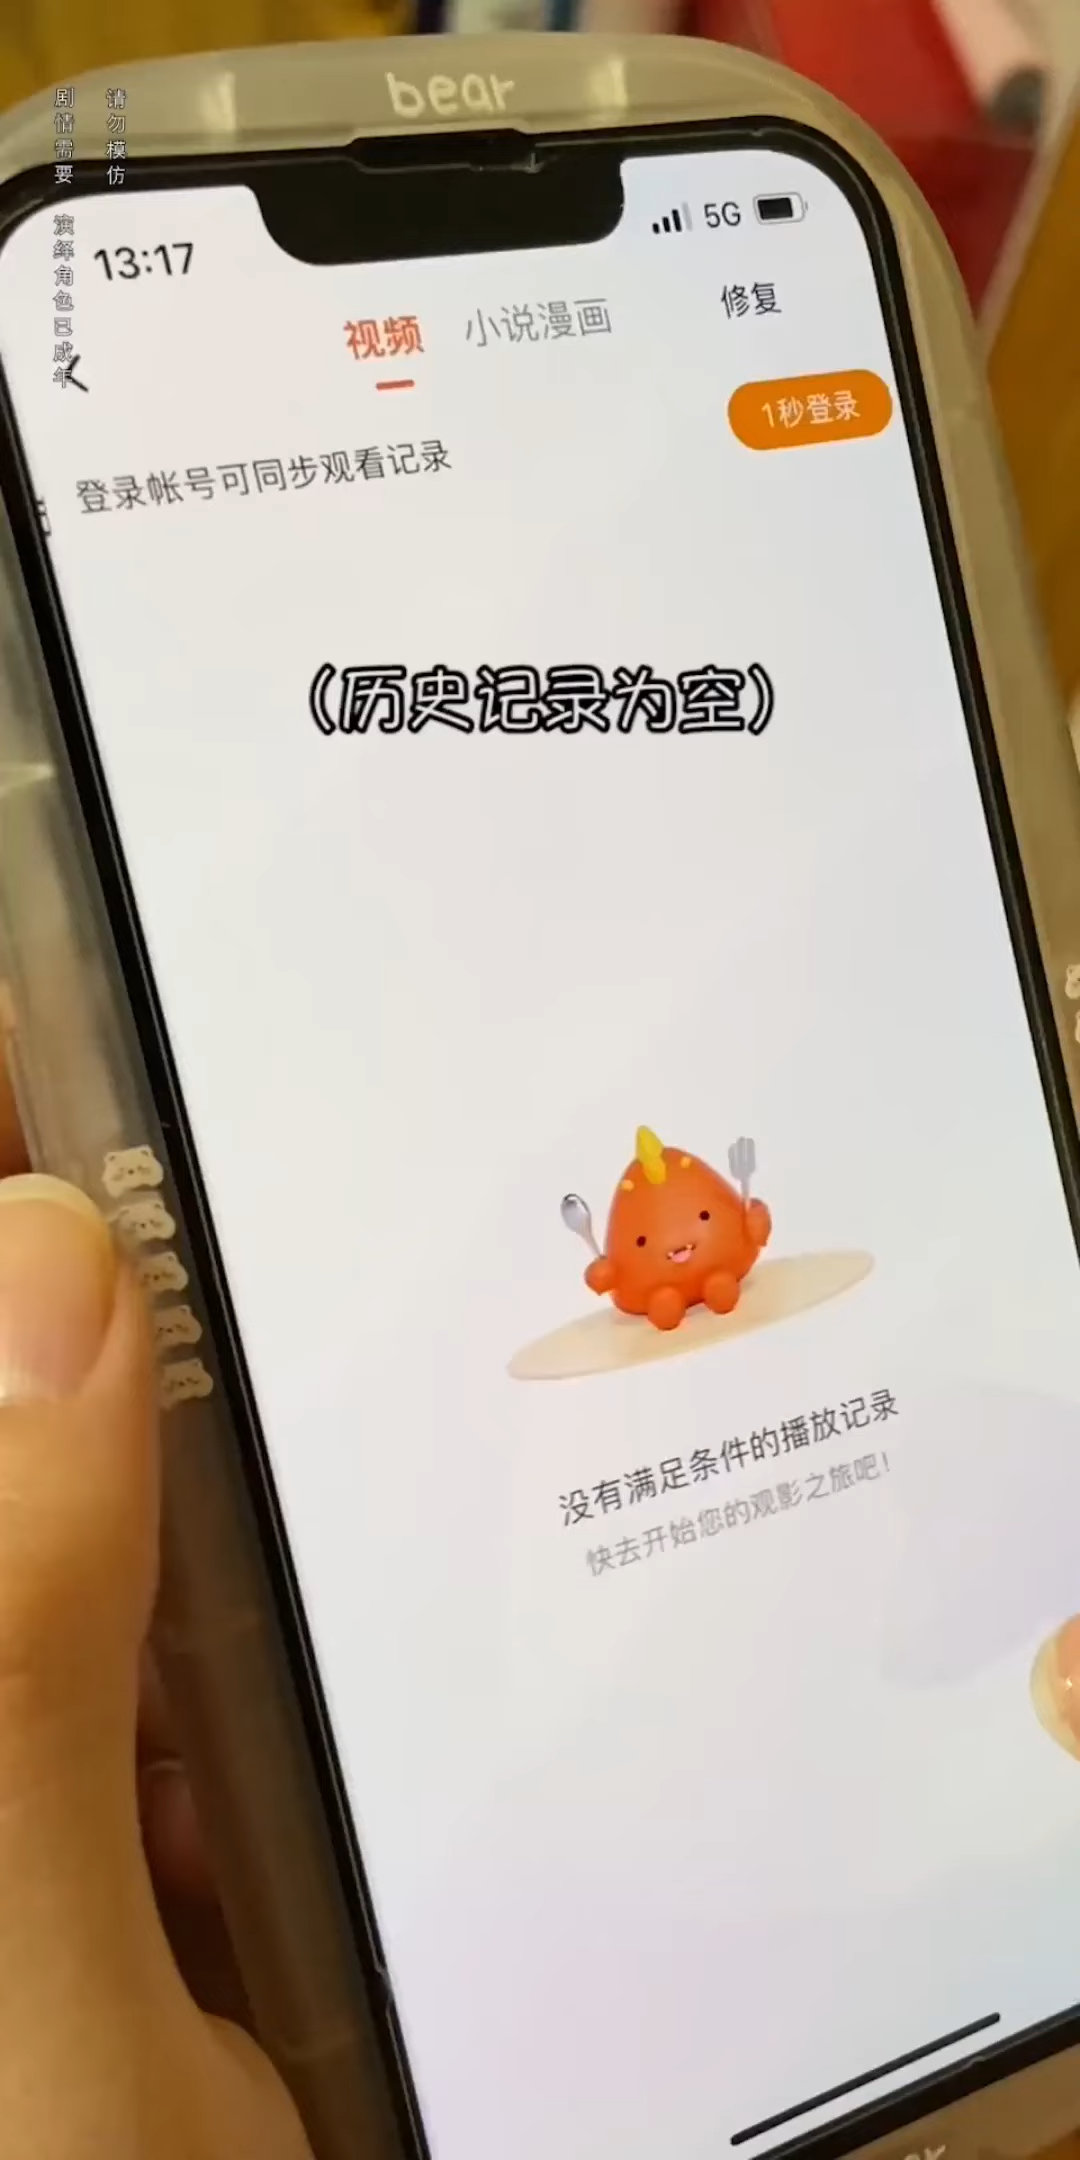 bear
请勿模仿
剧情需要 演绎角色已成年
13:17
5G
视频 小说漫画 修复
登录帐号可同步观看记录
1秒登录
（历史记录为空）
没有满足条件的播放记录
快去开始您的观影之旅吧！